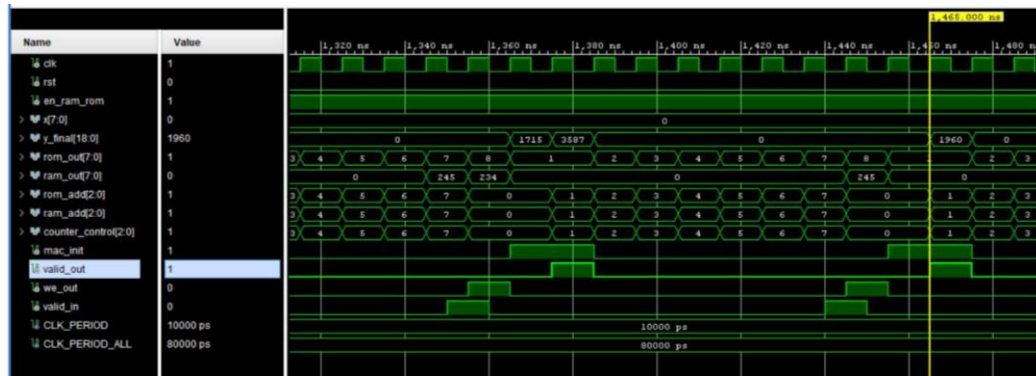 1,465.000 ns
Name Value 1,320 ns 1,340 ns 1,360 ns 1,380 ns 1,400 ns 1,420 ns 1,440 ns 1,480
clk 1
rst 0
en_ram_rom 1
x[7:0] 0 0
y_final[18:0] 1960 0 1715 3587 0 1960 0
rom_out[7:0] 1 3 4 5 6 7 8 1 2 3 4 5 6 7 8 1 2 3
ram_out[7:0] 0 0 245 234 0 245 0
rom_add[2:0] 1 3 4 5 6 7 0 1 2 3 4 5 6 7 0 1 2 3
ram_add[2:0] 1 3 4 5 6 7 0 1 2 3 4 5 6 7 0 1 2 3
counter_control[2:0] 1 3 4 5 6 7 0 1 2 3 4 5 6 7 0 1 2 3
mac_init 1
valid_out 1
we_out 0
valid_in 0
CLK_PERIOD 10000 ps 10000 ps
CLK_PERIOD_ALL 80000 ps 80000 ps